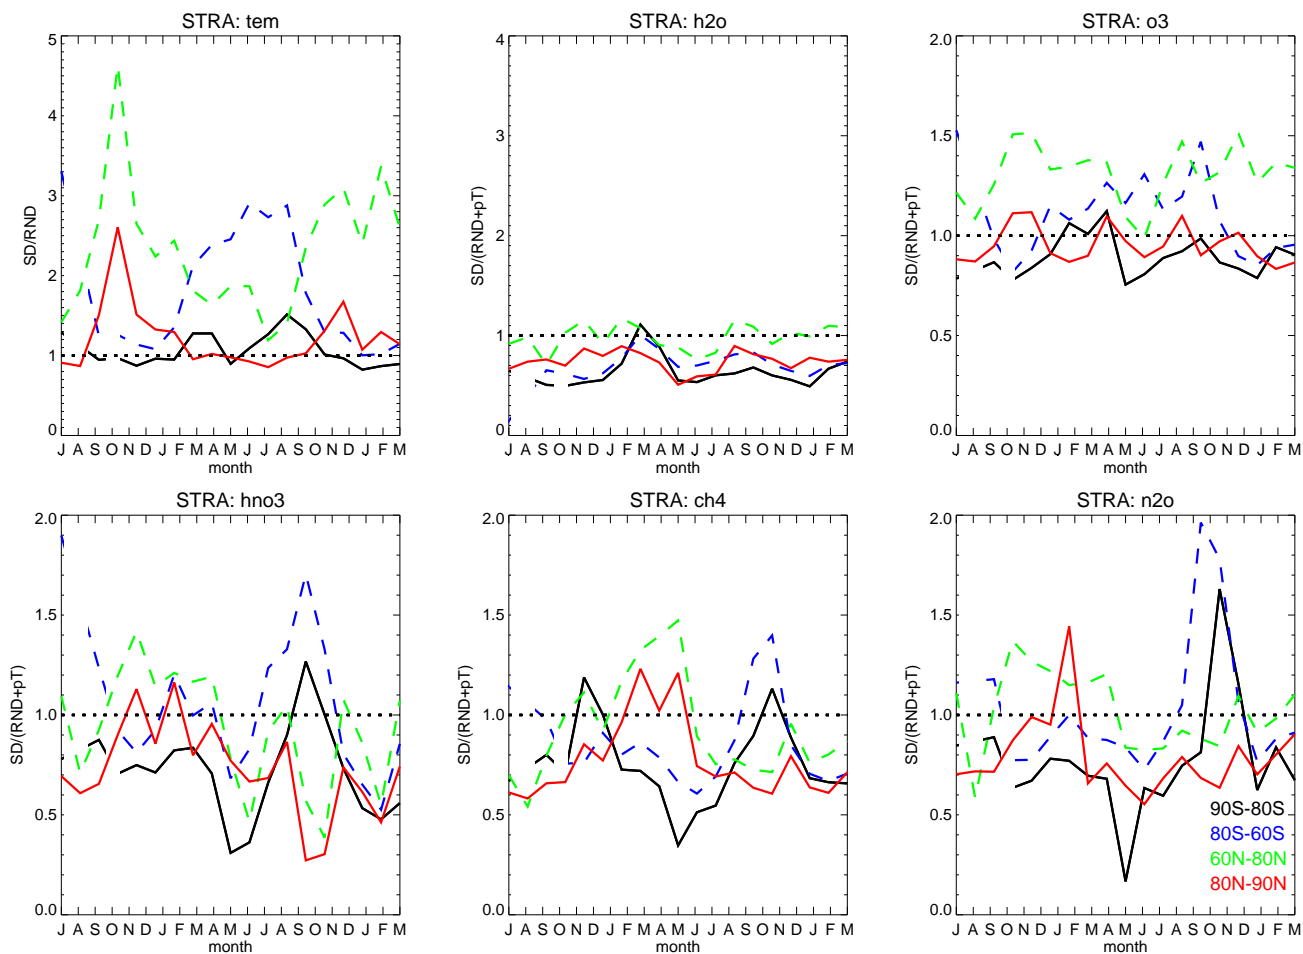 STRA: tem
5
4
3
2
1
0
SD/RND
J A S O N D J F M A M J J A S O N D J F M
month
STRA: h2o
4
3
2
1
0
SD/(RND+pT)
J A S O N D J F M A M J J A S O N D J F M
month
STRA: o3
2.0
1.5
1.0
0.5
0.0
SD/(RND+pT)
J A S O N D J F M A M J J A S O N D J F M
month
STRA: hno3
2.0
1.5
1.0
0.5
0.0
SD/(RND+pT)
J A S O N D J F M A M J J A S O N D J F M
month
STRA: ch4
2.0
1.5
1.0
0.5
0.0
SD/(RND+pT)
J A S O N D J F M A M J J A S O N D J F M
month
STRA: n2o
2.0
1.5
1.0
0.5
0.0
SD/(RND+pT)
90S-80S
80S-60S
60N-80N
80N-90N
J A S O N D J F M A M J J A S O N D J F M
month